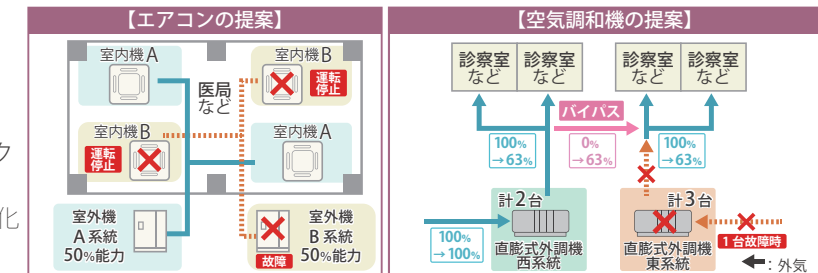 【エアコンの提案】
室内機A
室内機B
運転
停止
医局
など
室内機B
運転
停止
室内機A
室外機
A系統
50%能力
故障
室外機
B系統
50%能力
ク
化
【空気調和機の提案】
診察室
など
診察室
など
診察室
など
診察室
など
バイパス
100%
→63%
0%
→63%
100%
→63%
計2台
計3台
100%
→100%
直膨式外調機
西系統
直膨式外調機
東系統
1台故障時
：外気